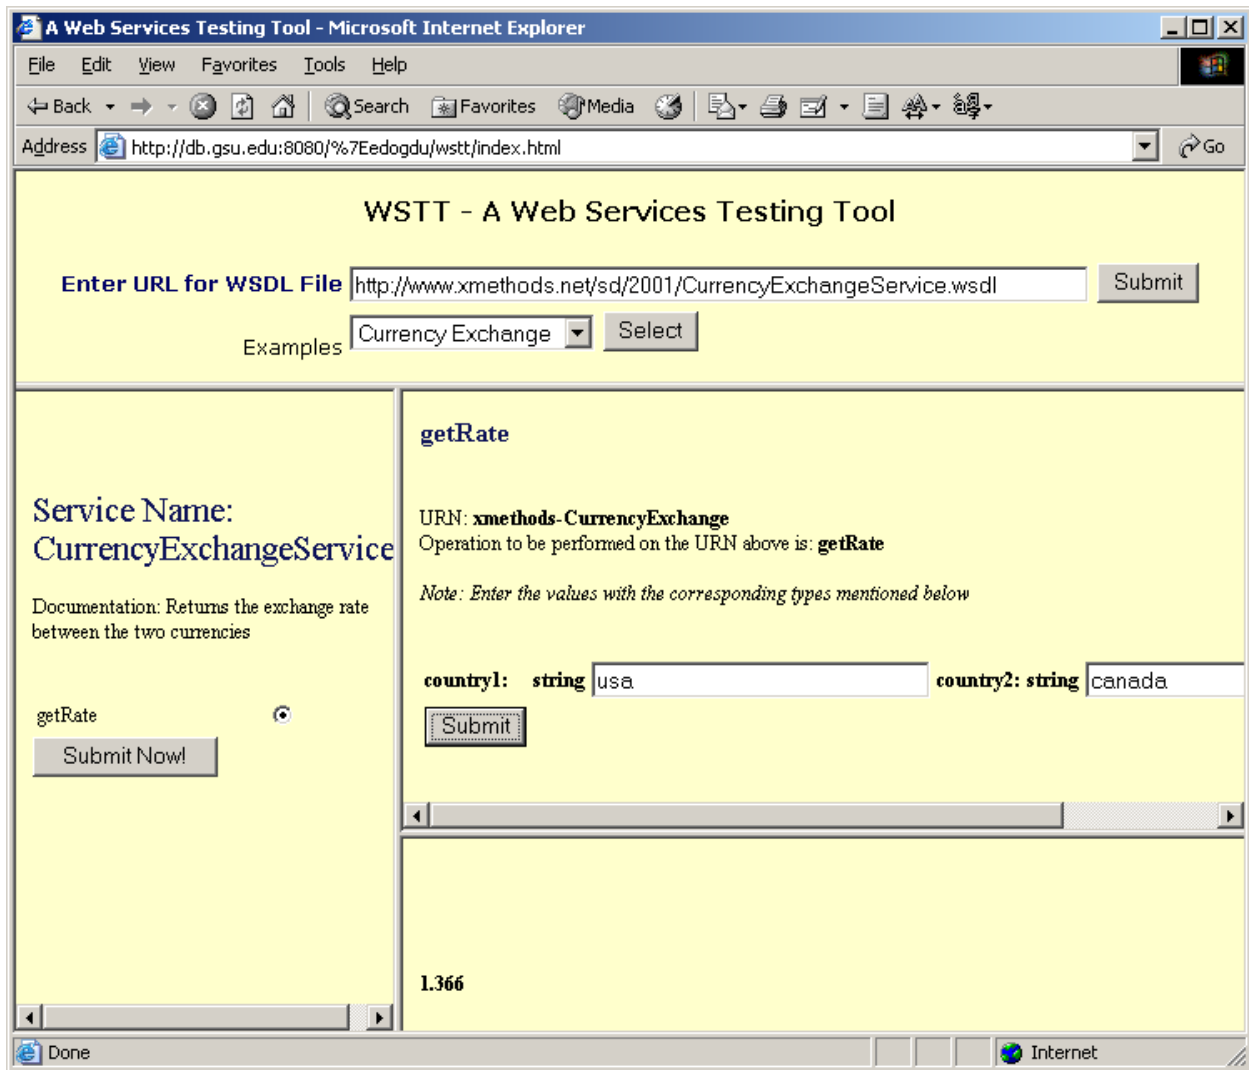 A Web Services Testing Tool - Microsoft Internet Explorer
File Edit View Favorites Tools Help
Back Search Favorites Media
Address http://db.gsu.edu:8080/%7Eedogdu/wstt/index.html Go
WSTT - A Web Services Testing Tool
Enter URL for WSDL File http://www.xmethods.net/sd/2001/CurrencyExchangeService.wsdl Submit
Examples Currency Exchange Select
Service Name:
CurrencyExchangeService
Documentation: Returns the exchange rate
between the two currencies
getRate
Submit Now!
getRate
URN: xmethods-CurrencyExchange
Operation to be performed on the URN above is: getRate
Note: Enter the values with the corresponding types mentioned below
country1: string usa country2: string canada
Submit
1.366
Done Internet